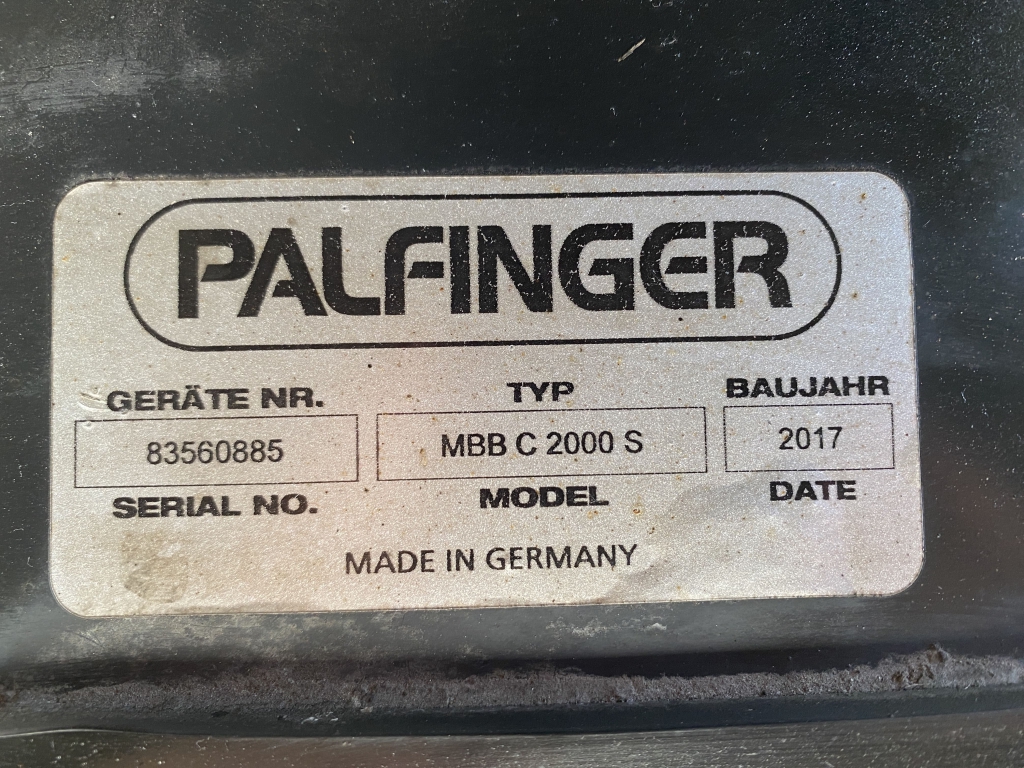 PALFINGER
GERÄTE NR. TYP BAUJAHR
83560885 MBB C 2000 S 2017
SERIAL NO. MODEL DATE
MADE IN GERMANY